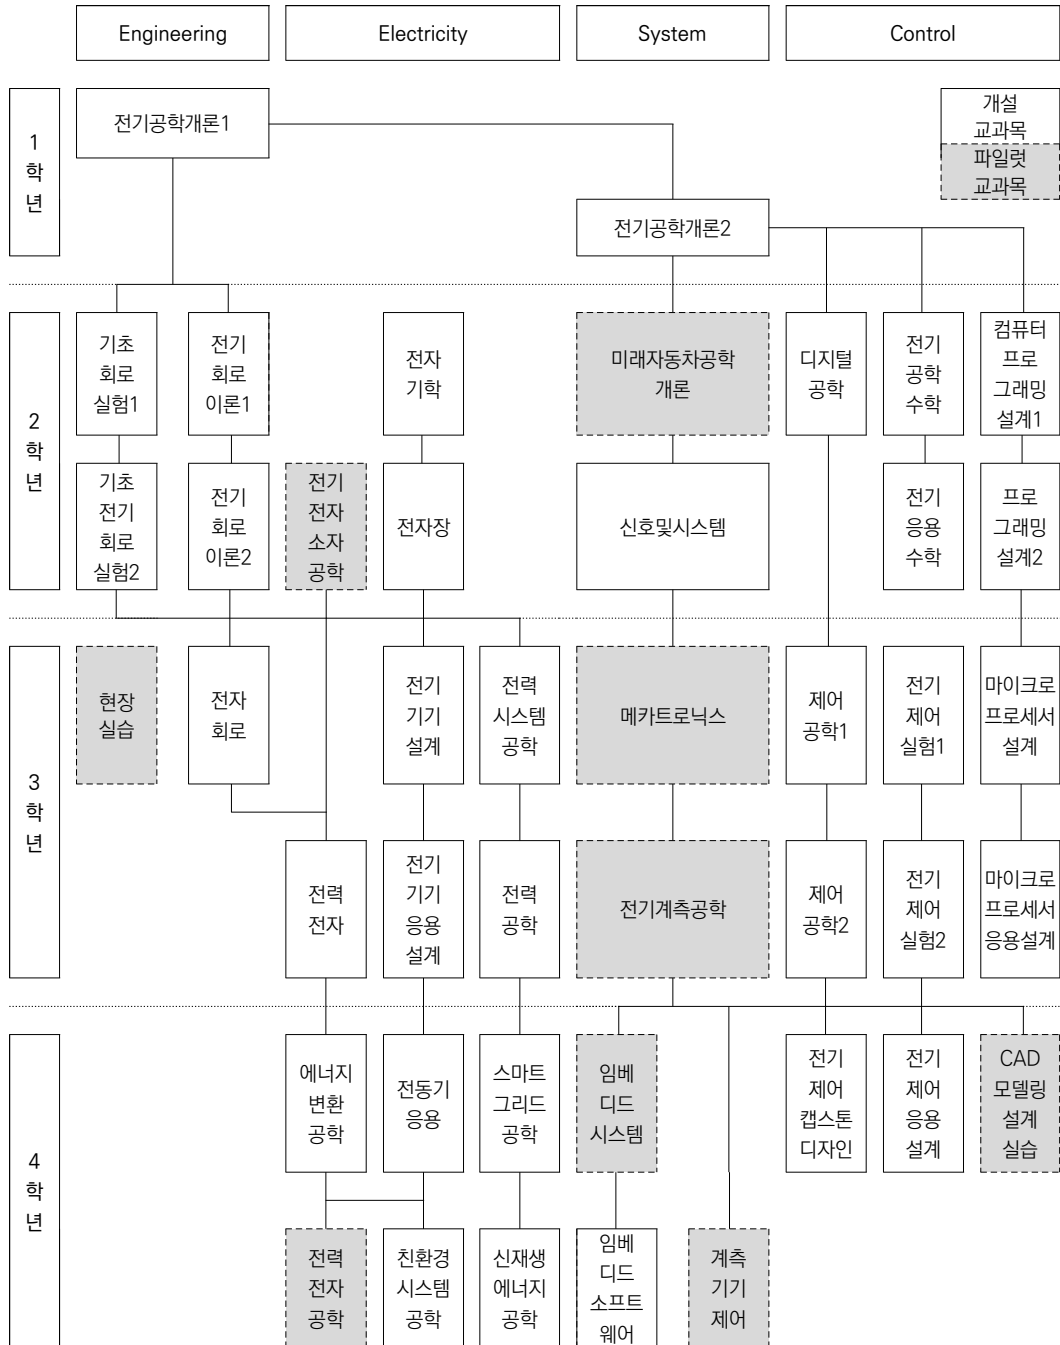 Engineering
Electricity
System
Control
1
학
년
전기공학개론1
개설
교과목
파일럿
교과목
전기공학개론2
2
학
년
기초
회로
실험1
전기
회로
이론1
전자
기학
미래자동차공학
개론
디지털
공학
전기
공학
수학
컴퓨터
프로
그래밍
설계1
기초
전기
회로
실험2
전기
회로
이론2
전기
전자
소자
공학
전자장
신호및시스템
전기
응용
수학
프로
그래밍
설계2
3
학
년
현장
실습
전자
회로
전기
기기
설계
전력
시스템
공학
메카트로닉스
제어
공학1
전기
제어
실험1
마이크로
프로세서
설계
전력
전자
전기
기기
응용
설계
전력
공학
전기계측공학
제어
공학2
전기
제어
실험2
마이크로
프로세서
응용설계
4
학
년
에너지
변환
공학
전동기
응용
스마트
그리드
공학
임베
디드
시스템
전기
제어
캡스톤
디자인
전기
제어
응용
설계
CAD
모델링
설계
실습
전력
전자
공학
친환경
시스템
공학
신재생
에너지
공학
임베
디드
소프트
웨어
계측
기기
제어